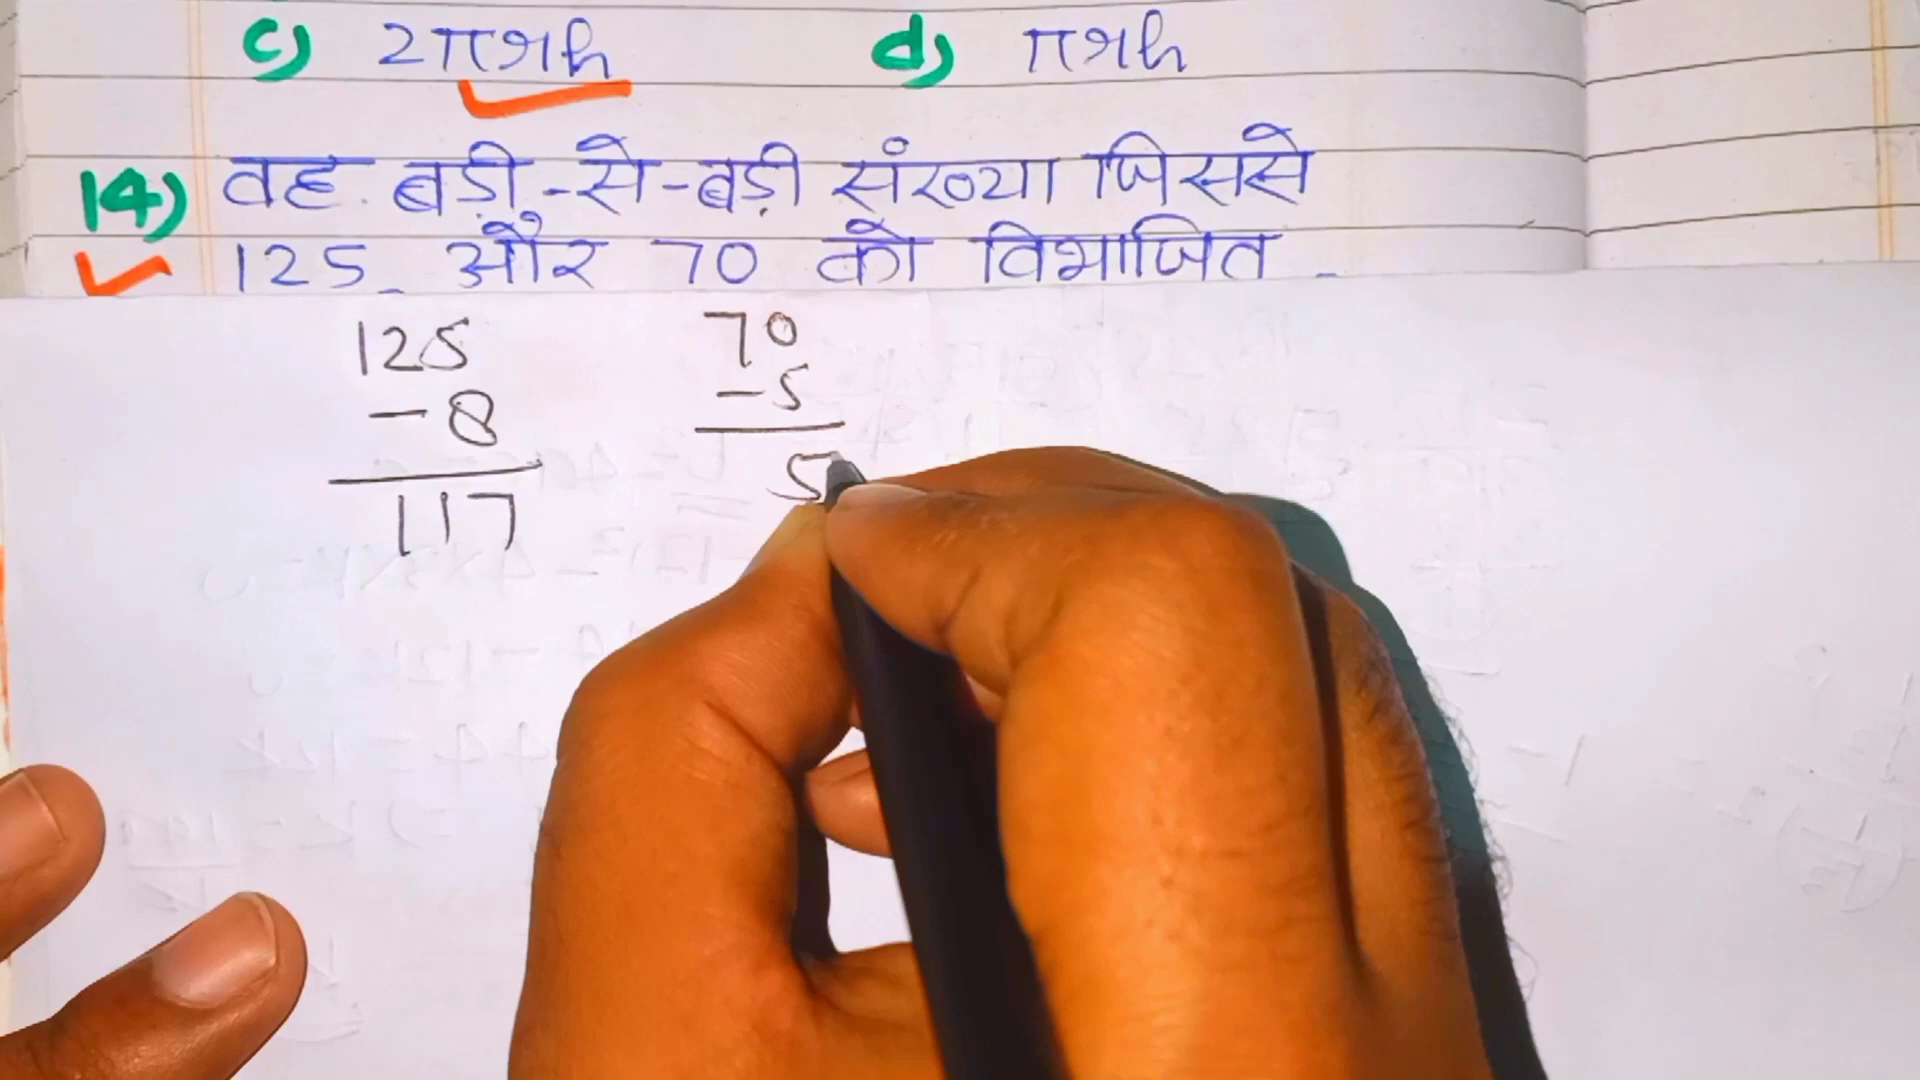 c) 2πrh d) πrh
14) वह बड़ी-से-बड़ी संख्या जिससे
125 और 70 को विभाजित
125 70
- 8 - 5
117 5